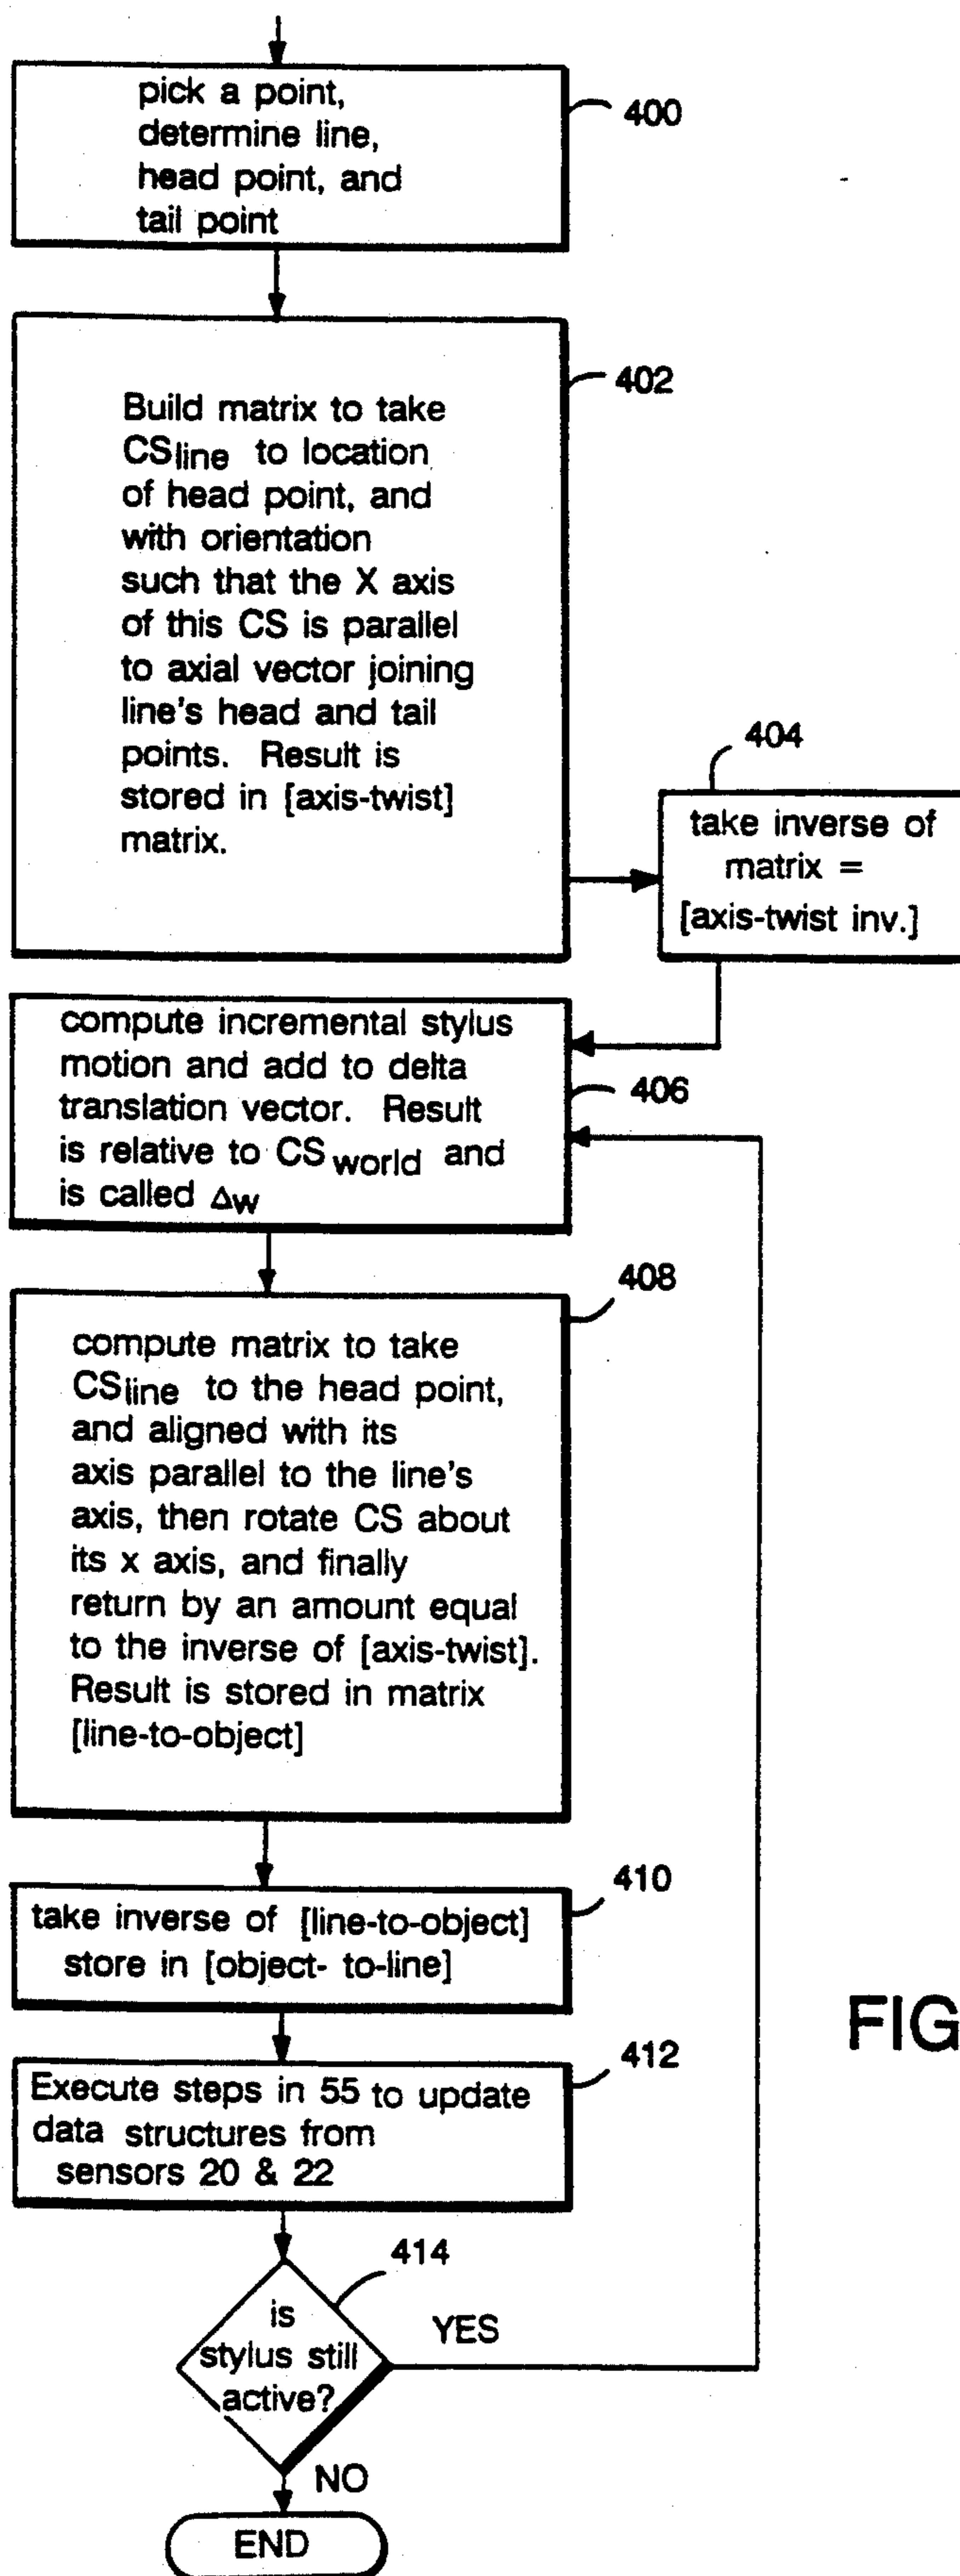 pick a point,
determine line,
head point, and
tail point
400
402
Build matrix to take
CSline to location
of head point, and
with orientation
such that the X axis
of this CS is parallel
to axial vector joining
line's head and tail
points. Result is
stored in [axis-twist]
matrix.
404
take inverse of
matrix =
[axis-twist inv.]
compute incremental stylus
motion and add to delta
translation vector. Result
is relative to CS world and
is called Δw
406
408
compute matrix to take
CSline to the head point,
and aligned with its
axis parallel to the line's
axis, then rotate CS about
its x axis, and finally
return by an amount equal
to the inverse of [axis-twist].
Result is stored in matrix
[line-to-object]
410
take inverse of [line-to-object]
store in [object- to-line]
FIG
412
Execute steps in 55 to update
data structures from
sensors 20 & 22
414
is
stylus still
active?
YES
NO
END